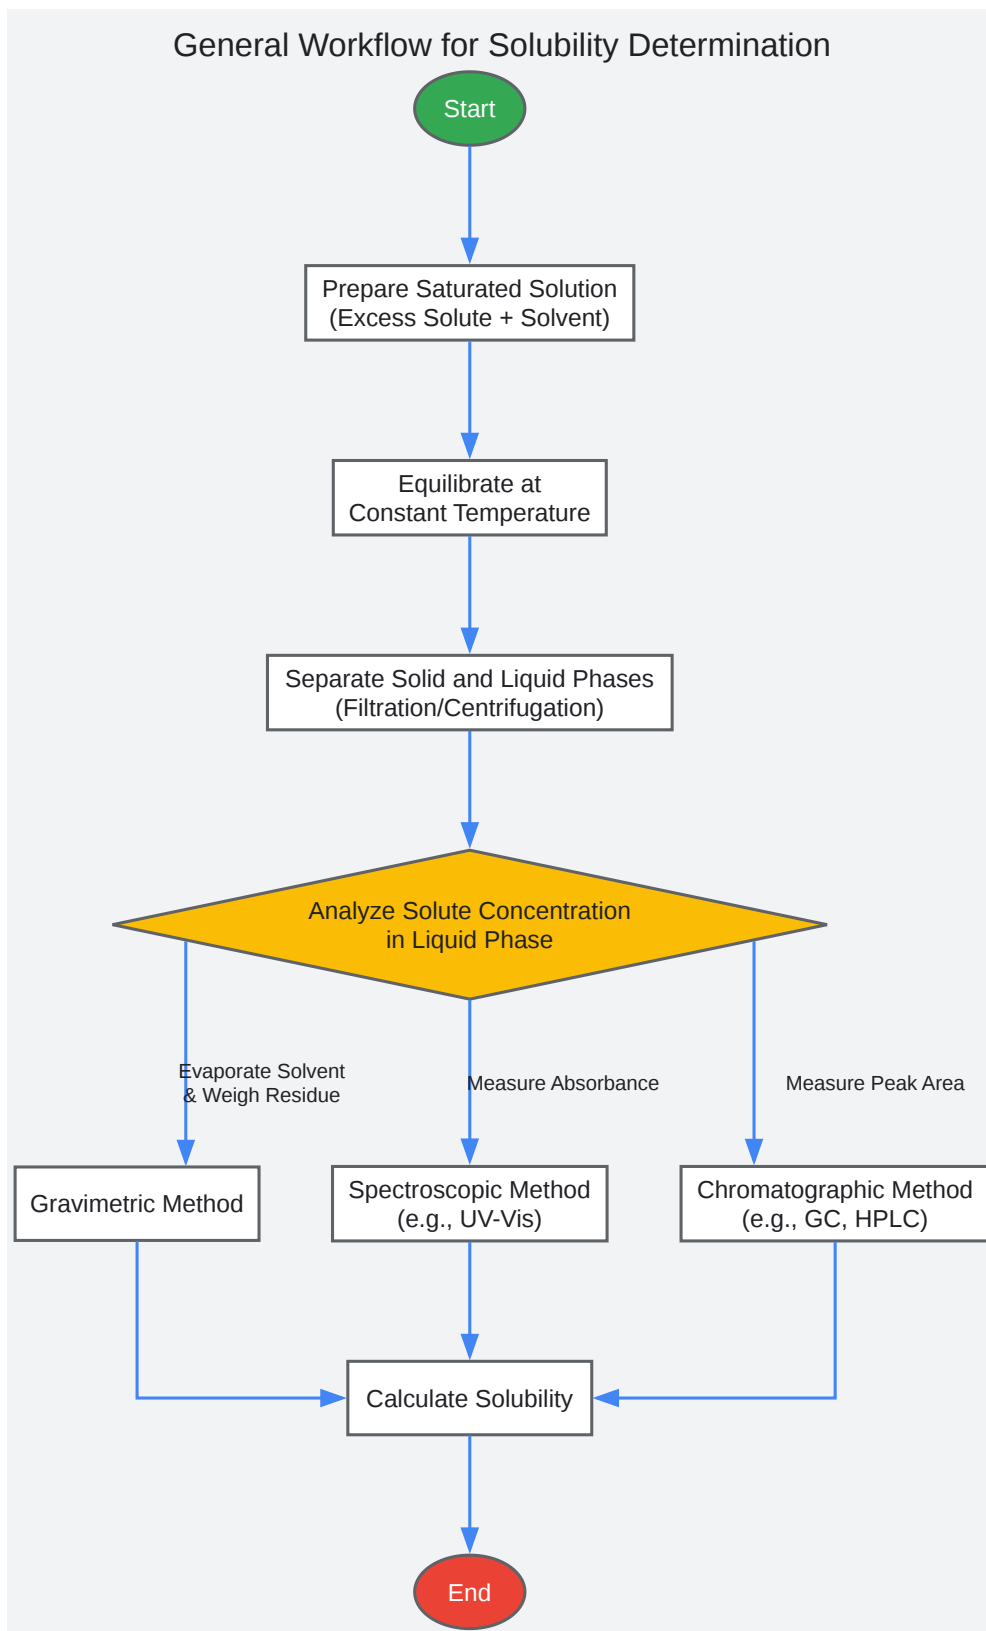 General Workflow for Solubility Determination
Start
Prepare Saturated Solution
(Excess Solute + Solvent)
Equilibrate at
Constant Temperature
Separate Solid and Liquid Phases
(Filtration/Centrifugation)
Analyze Solute Concentration
in Liquid Phase
Evaporate Solvent
& Weigh Residue
Measure Absorbance
Measure Peak Area
Gravimetric Method
Spectroscopic Method
(e.g., UV-Vis)
Chromatographic Method
(e.g., GC, HPLC)
Calculate Solubility
End